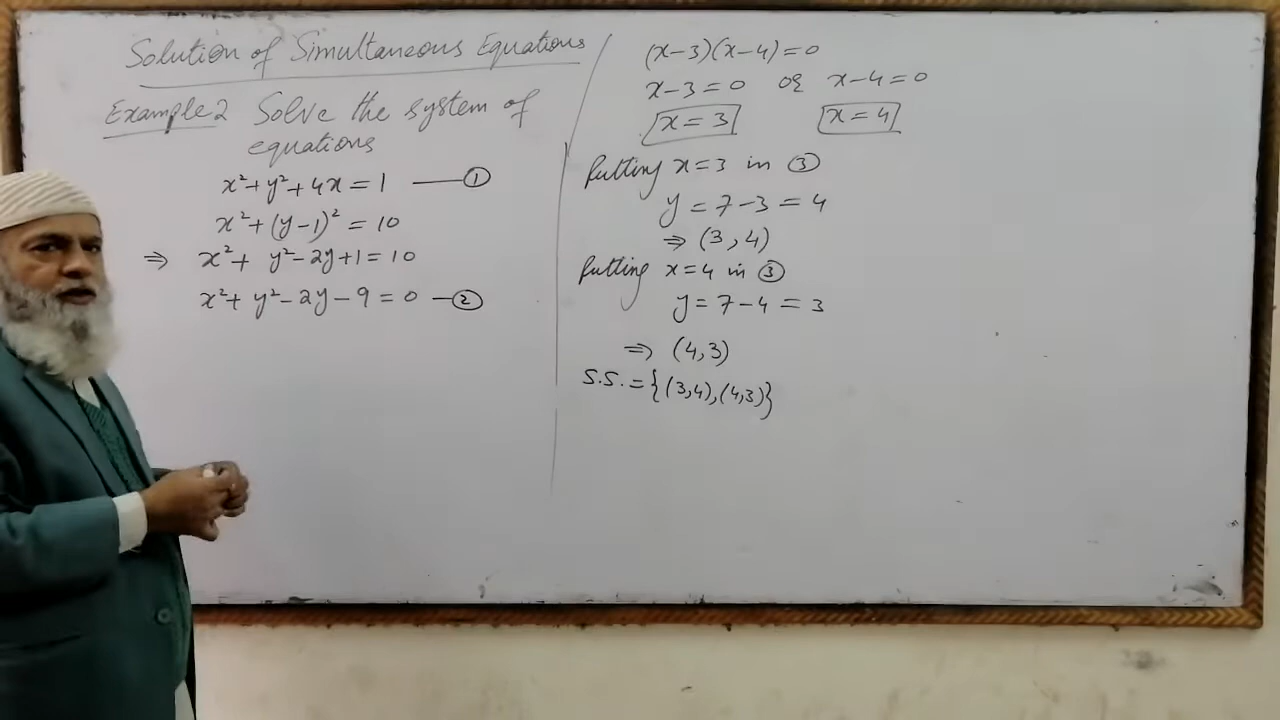 Solution of Simultaneous Equations
Example 2 Solve the system of
equations
x²+y²+4x=1 —①
x²+(y-1)²=10
⇒ x²+ y²-2y+1=10
x²+ y²-2y-9=0 —②
(x-3)(x-4)=0
x-3=0 or x-4=0
x=3 x=4
Putting x=3 in ③
y=7-3=4
⇒ (3,4)
Putting x=4 in ③
y=7-4=3
⇒ (4,3)
S.S.={(3,4),(4,3)}